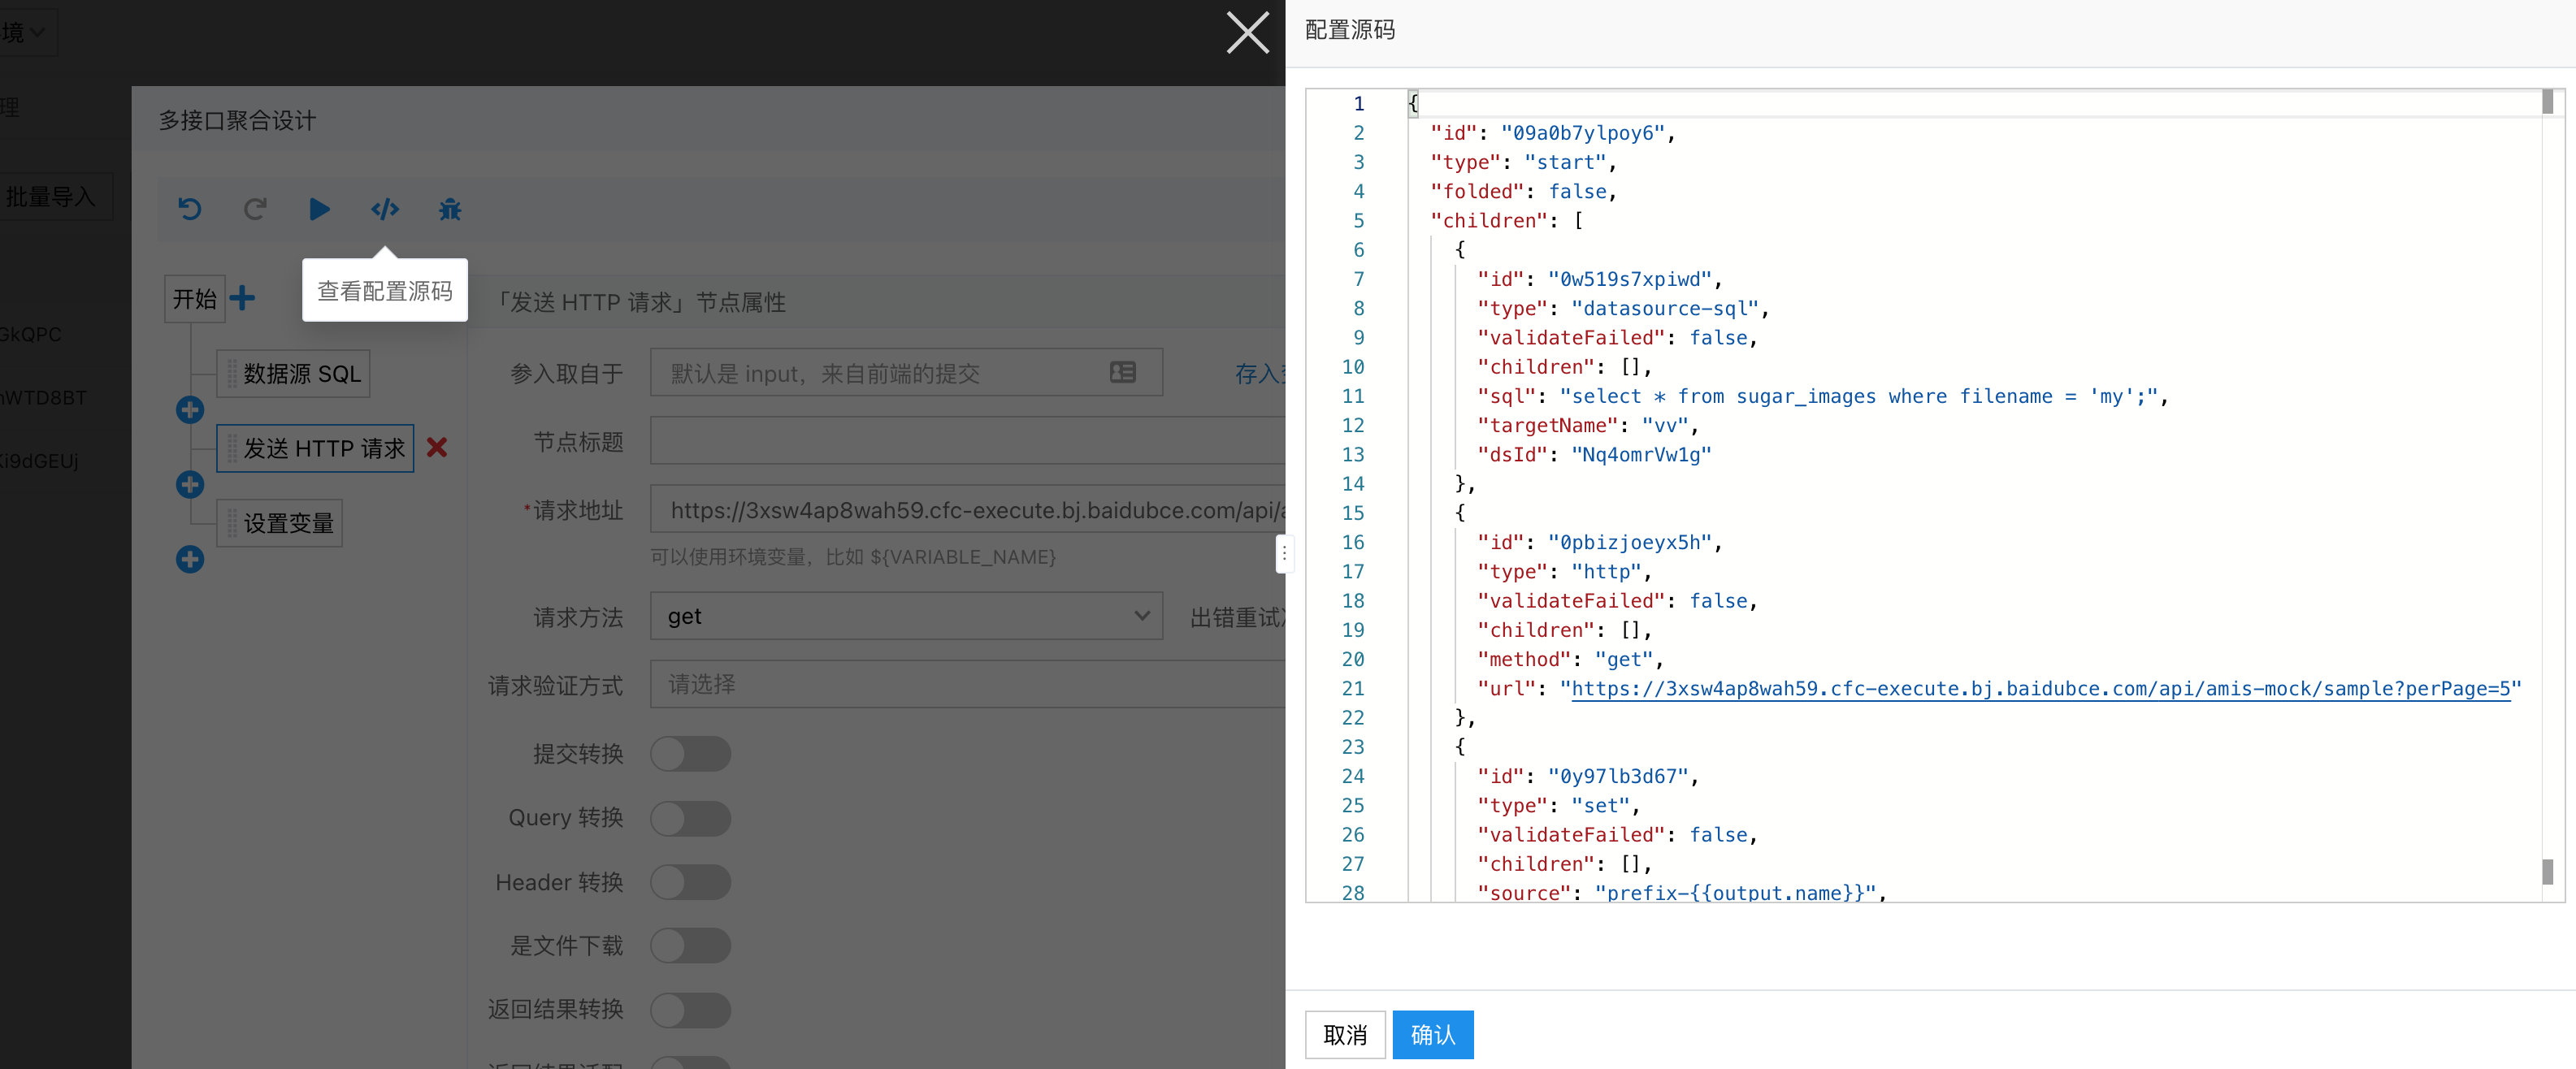 境
理
批量导入
GkQPC
WTD8BT
Ki9dGEUj
多接口聚合设计
查看配置源码
开始
数据源 SQL
发送 HTTP 请求
设置变量
「发送 HTTP 请求」节点属性
参入取自于
默认是 input，来自前端的提交
存入
节点标题
*请求地址
https://3xsw4ap8wah59.cfc-execute.bj.baidubce.com/api/
可以使用环境变量，比如 ${VARIABLE_NAME}
请求方法
get
出错重试
请求验证方式
请选择
提交转换
Query 转换
Header 转换
是文件下载
返回结果转换
配置源码
1 {
2 "id": "09a0b7ylpoy6",
3 "type": "start",
4 "folded": false,
5 "children": [
6 {
7 "id": "0w519s7xpiwd",
8 "type": "datasource-sql",
9 "validateFailed": false,
10 "children": [],
11 "sql": "select * from sugar_images where filename = 'my';",
12 "targetName": "vv",
13 "dsId": "Nq4omrVw1g"
14 },
15 {
16 "id": "0pbizjoeyx5h",
17 "type": "http",
18 "validateFailed": false,
19 "children": [],
20 "method": "get",
21 "url": "https://3xsw4ap8wah59.cfc-execute.bj.baidubce.com/api/amis-mock/sample?perPage=5"
22 },
23 {
24 "id": "0y97lb3d67",
25 "type": "set",
26 "validateFailed": false,
27 "children": [],
28 "source": "prefix-{{output.name}}",
取消
确认